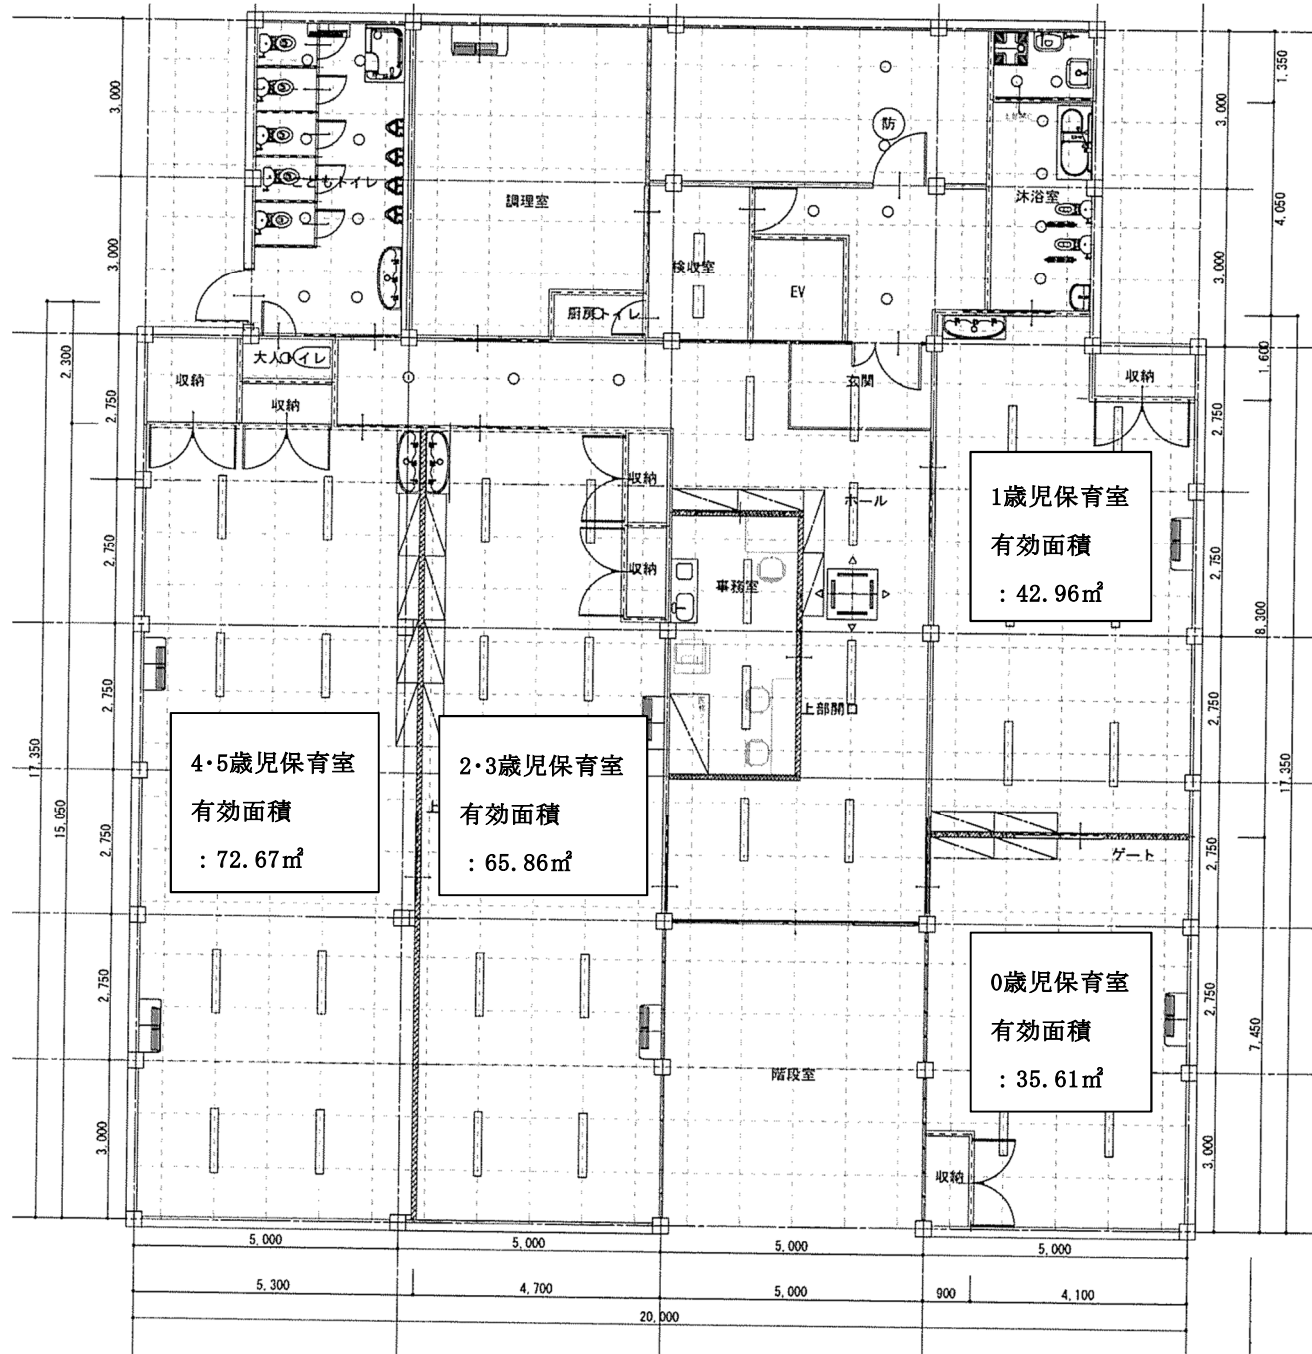 3,000
3,000
1,350
3,000
4,050
3,000
防
こどもトイレ
調理室
沐浴室
検収室
EV
厨房トイレ
大人トイレ
収納
収納
玄関
収納
2,300
2,750
1,600
2,750
収納
ホール
1歳児保育室
有効面積
：42.96㎡
2,750
収納
事務室
2,750
8,300
2,750
上部開口
2,750
17,350
15,050
17,350
4・5歳児保育室
有効面積
：72.67㎡
2・3歳児保育室
有効面積
：65.86㎡
上
2,750
ゲート
2,750
2,750
0歳児保育室
有効面積
：35.61㎡
2,750
7,450
階段室
3,000
収納
3,000
5,000
5,000
5,000
5,000
5,300
4,700
5,000
900
4,100
20,000